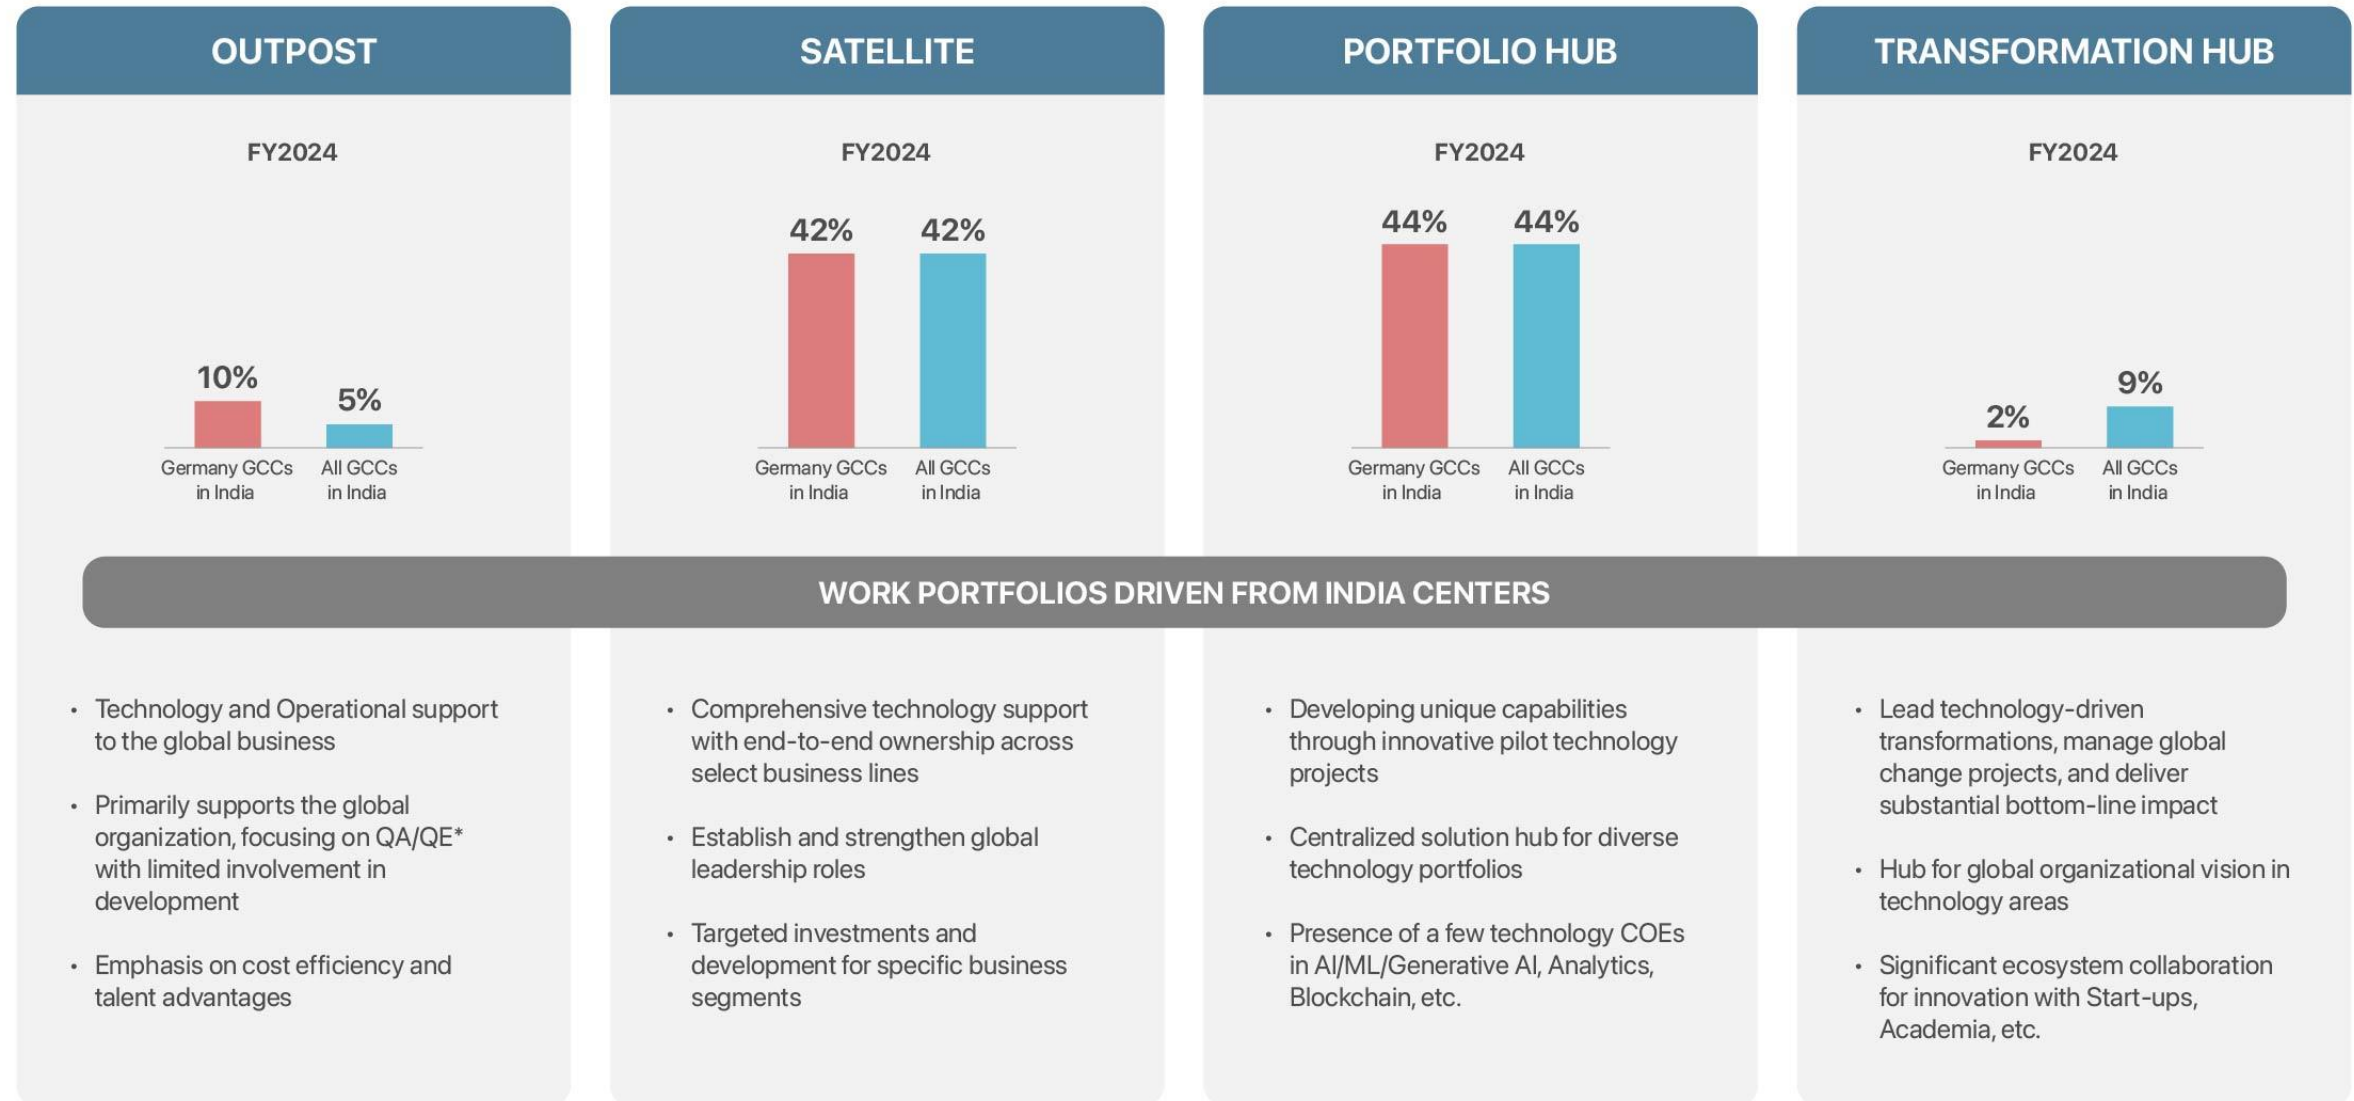 OUTPOST
FY2024
10%
5%
Germany GCCs
in India
All GCCs
in India
SATELLITE
FY2024
42%
42%
Germany GCCs
in India
All GCCs
in India
PORTFOLIO HUB
FY2024
44%
44%
Germany GCCs
in India
All GCCs
in India
TRANSFORMATION HUB
FY2024
2%
9%
Germany GCCs
in India
All GCCs
in India
WORK PORTFOLIOS DRIVEN FROM INDIA CENTERS
• Technology and Operational support
to the global business
• Primarily supports the global
organization, focusing on QA/QE*
with limited involvement in
development
• Emphasis on cost efficiency and
talent advantages
• Comprehensive technology support
with end-to-end ownership across
select business lines
• Establish and strengthen global
leadership roles
• Targeted investments and
development for specific business
segments
• Developing unique capabilities
through innovative pilot technology
projects
• Centralized solution hub for diverse
technology portfolios
• Presence of a few technology COEs
in AI/ML/Generative AI, Analytics,
Blockchain, etc.
• Lead technology-driven
transformations, manage global
change projects, and deliver
substantial bottom-line impact
• Hub for global organizational vision in
technology areas
• Significant ecosystem collaboration
for innovation with Start-ups,
Academia, etc.